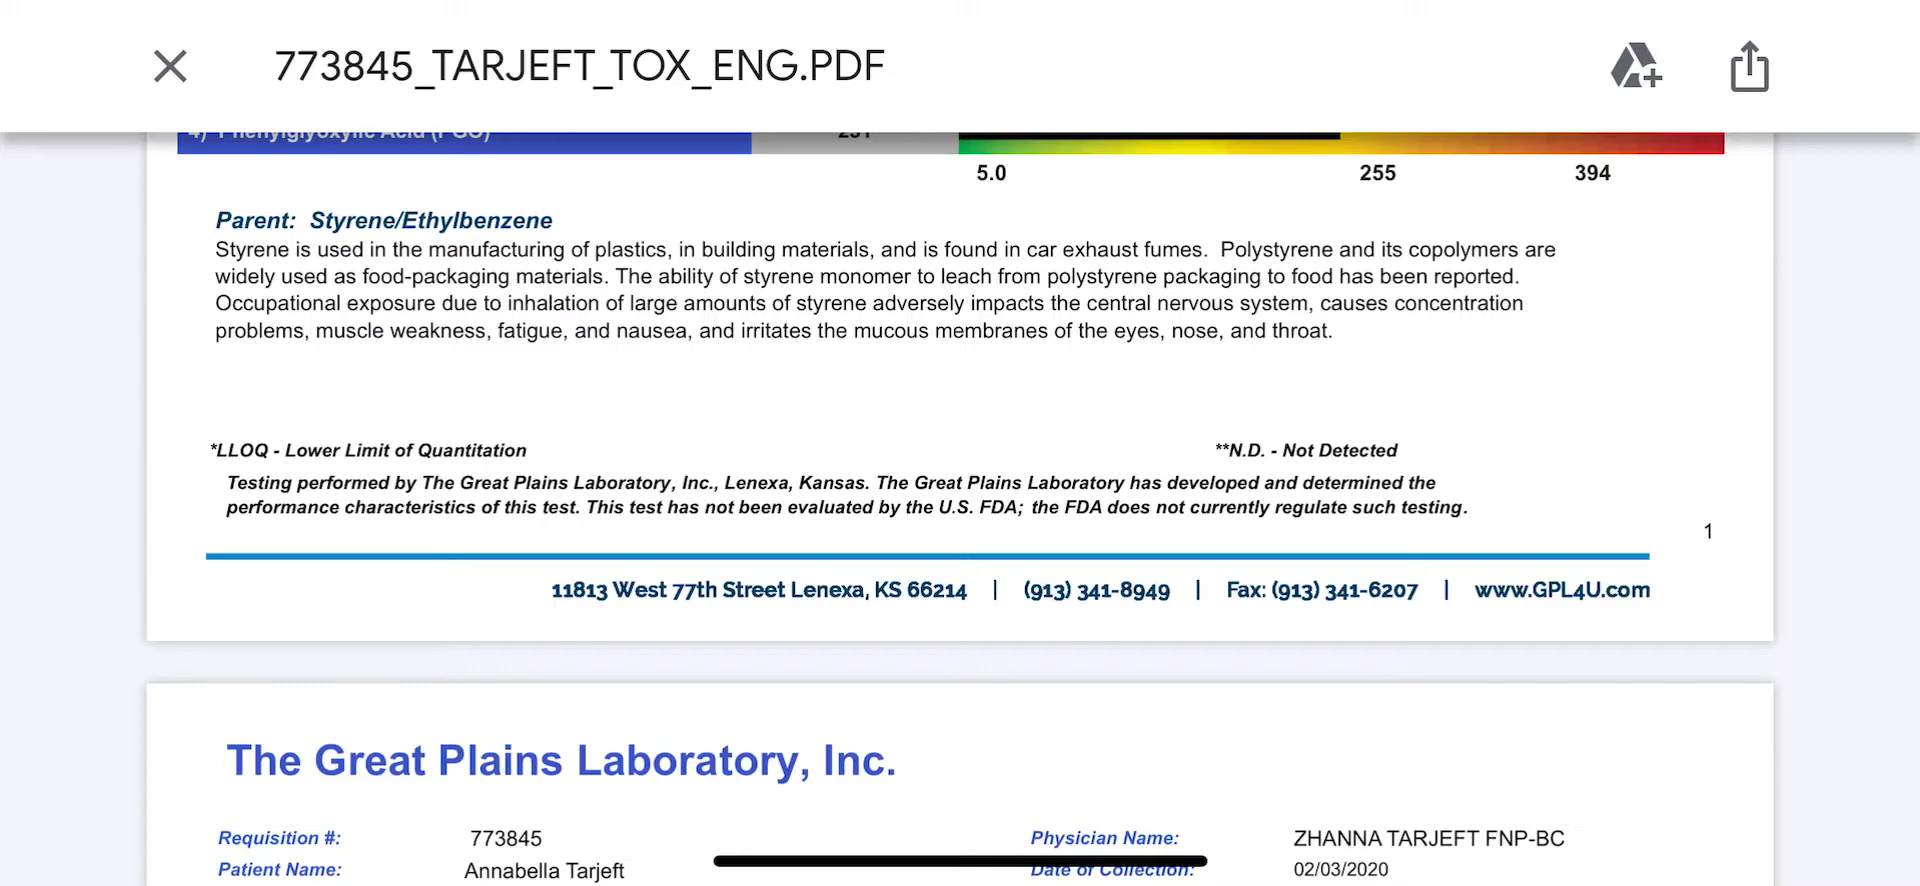 773845_TARJEFT_TOX_ENG.PDF
4) Phenylglyoxylic Acid (PGO)
5.0 255 394
Parent: Styrene/Ethylbenzene
Styrene is used in the manufacturing of plastics, in building materials, and is found in car exhaust fumes. Polystyrene and its copolymers are
widely used as food-packaging materials. The ability of styrene monomer to leach from polystyrene packaging to food has been reported.
Occupational exposure due to inhalation of large amounts of styrene adversely impacts the central nervous system, causes concentration
problems, muscle weakness, fatigue, and nausea, and irritates the mucous membranes of the eyes, nose, and throat.
*LLOQ - Lower Limit of Quantitation **N.D. - Not Detected
Testing performed by The Great Plains Laboratory, Inc., Lenexa, Kansas. The Great Plains Laboratory has developed and determined the
performance characteristics of this test. This test has not been evaluated by the U.S. FDA; the FDA does not currently regulate such testing.
1
11813 West 77th Street Lenexa, KS 66214 | (913) 341-8949 | Fax: (913) 341-6207 | www.GPL4U.com
The Great Plains Laboratory, Inc.
Requisition #: 773845 Physician Name: ZHANNA TARJEFT FNP-BC
Patient Name: Annabella Tarjeft Date of Collection: 02/03/2020